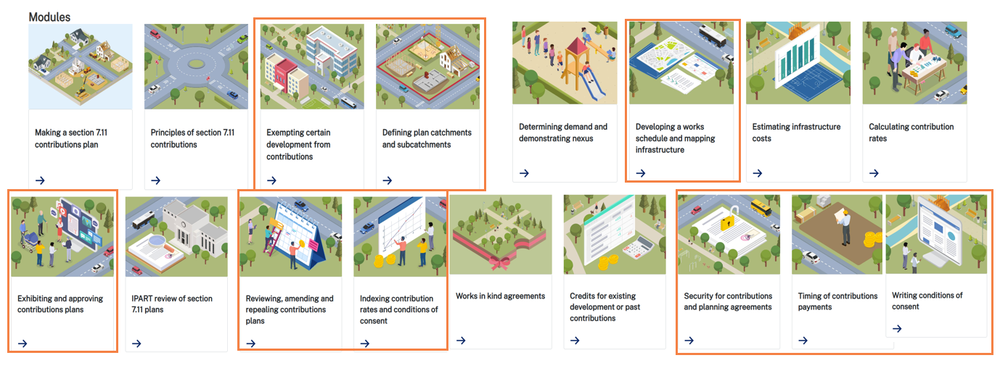 Modules
Making a section 7.11
contributions plan
Principles of section 7.11
contributions
Exempting certain
development from
contributions
Defining plan catchments
and subcatchments
Determining demand and
demonstrating nexus
Developing a works
schedule and mapping
infrastructure
Estimating infrastructure
costs
Calculating contribution
rates
Exhibiting and approving
contributions plans
IPART review of section
7.11 plans
Reviewing, amending and
repealing contributions
plans
Indexing contribution
rates and conditions of
consent
Works in kind agreements
Credits for existing
development or past
contributions
Security for contributions
and planning agreements
Timing of contributions
payments
Writing conditions of
consent